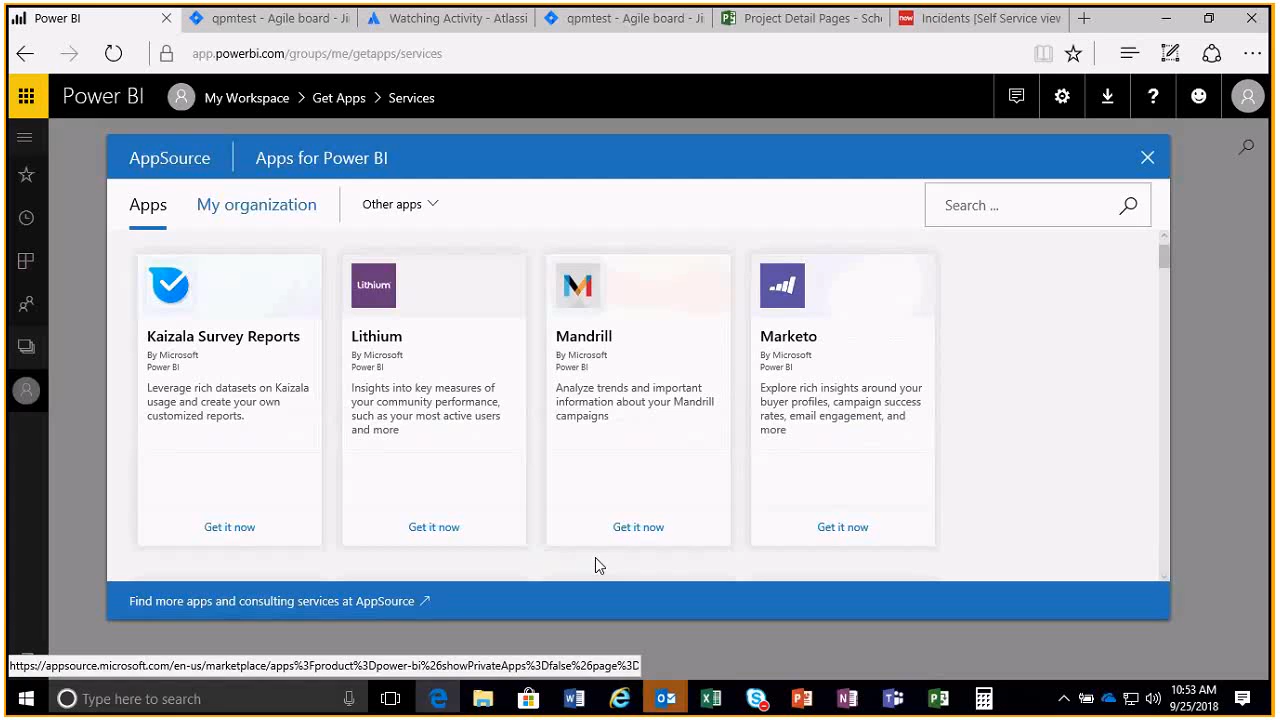 Power BI
qpmtest - Agile board - Ji
Watching Activity - Atlassi
qpmtest - Agile board - Ji
Project Detail Pages - Sch
now Incidents [Self Service view
app.powerbi.com/groups/me/getapps/services
Power BI My Workspace > Get Apps > Services
AppSource Apps for Power BI
Apps My organization Other apps Search ...
Lithium
Kaizala Survey Reports
By Microsoft
Power BI
Leverage rich datasets on Kaizala
usage and create your own
customized reports.
Get it now
Lithium
By Microsoft
Power BI
Insights into key measures of
your community performance,
such as your most active users
and more
Get it now
Mandrill
By Microsoft
Power BI
Analyze trends and important
information about your Mandrill
campaigns
Get it now
Marketo
By Microsoft
Power BI
Explore rich insights around your
buyer profiles, campaign success
rates, email engagement, and
more
Get it now
Find more apps and consulting services at AppSource
https://appsource.microsoft.com/en-us/marketplace/apps%3Fproduct%3Dpower-bi%26showPrivateApps%3Dfalse%26page%3D
Type here to search
10:53 AM
9/25/2018